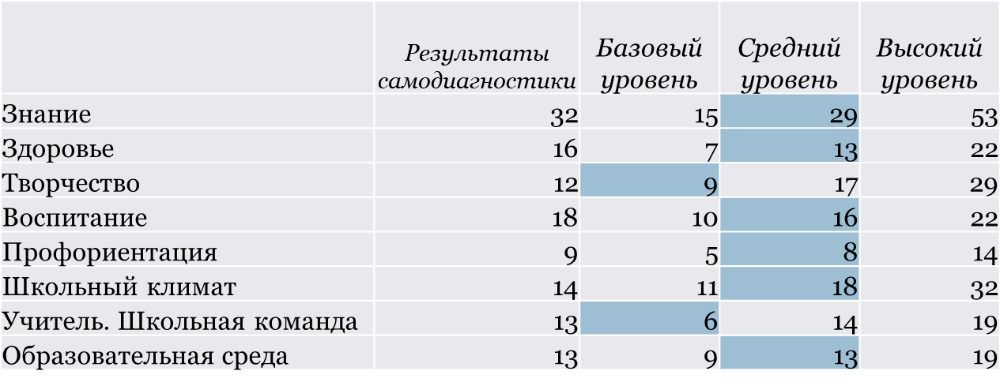 Результаты самодиагностики Базовый уровень Средний уровень Высокий уровень
Знание 32 15 29 53
Здоровье 16 7 13 22
Творчество 12 9 17 29
Воспитание 18 10 16 22
Профориентация 9 5 8 14
Школьный климат 14 11 18 32
Учитель. Школьная команда 13 6 14 19
Образовательная среда 13 9 13 19